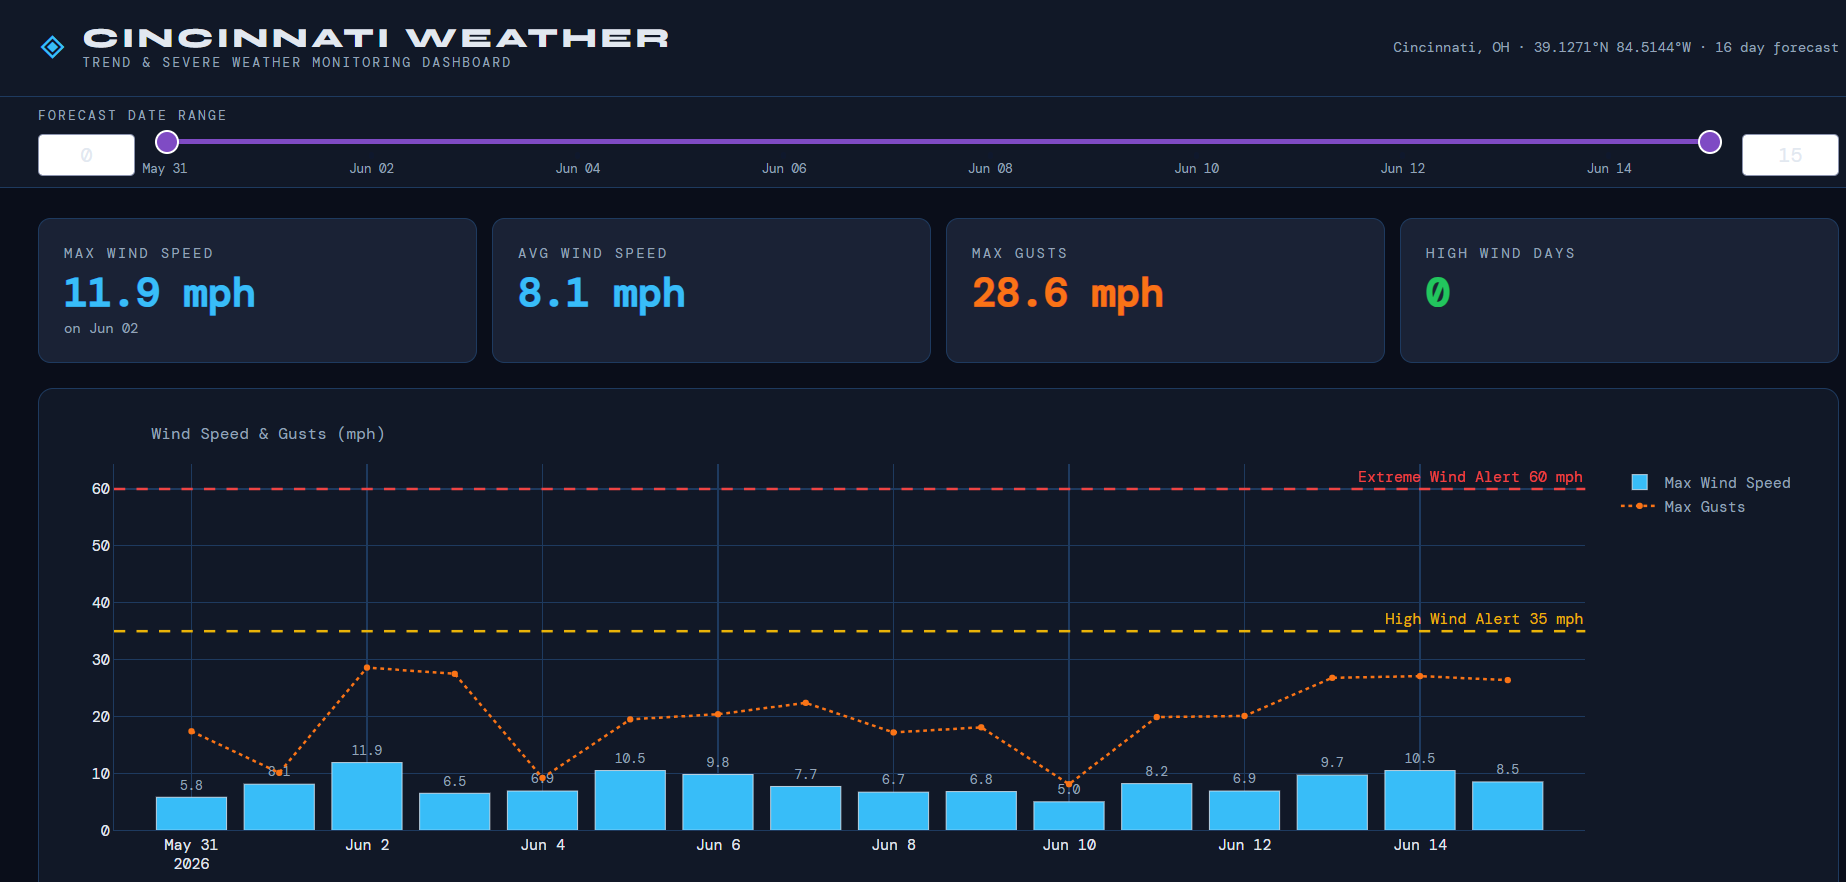 CINCINNATI WEATHER
TREND & SEVERE WEATHER MONITORING DASHBOARD
Cincinnati, OH · 39.1271°N 84.5144°W · 16 day forecast
FORECAST DATE RANGE
0
15
May 31
Jun 02
Jun 04
Jun 06
Jun 08
Jun 10
Jun 12
Jun 14
MAX WIND SPEED
11.9 mph
on Jun 02
AVG WIND SPEED
8.1 mph
MAX GUSTS
28.6 mph
HIGH WIND DAYS
0
Wind Speed & Gusts (mph)
Extreme Wind Alert 60 mph
High Wind Alert 35 mph
Max Wind Speed
Max Gusts
60
50
40
30
20
10
0
5.8
8.1
11.9
6.5
6.9
10.5
9.8
7.7
6.7
6.8
5.0
8.2
6.9
9.7
10.5
8.5
May 31
2026
Jun 2
Jun 4
Jun 6
Jun 8
Jun 10
Jun 12
Jun 14